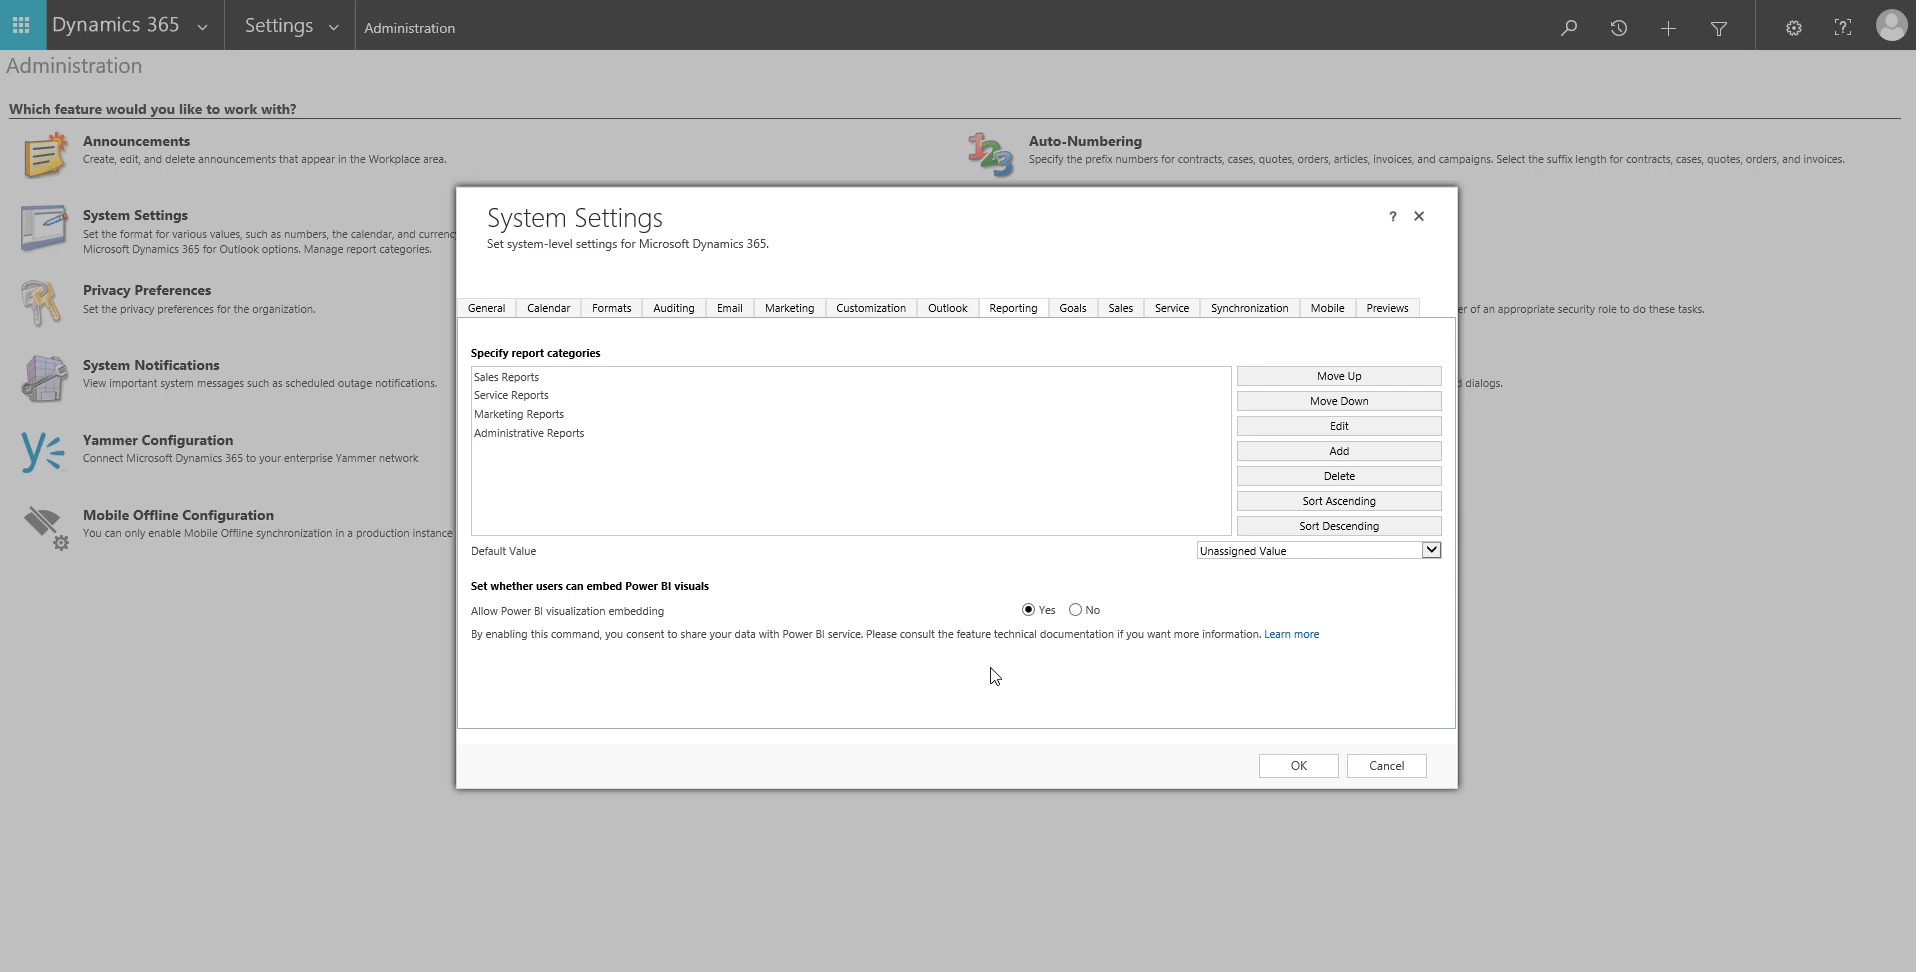 Dynamics 365
Settings
Administration
Administration
Which feature would you like to work with?
Announcements
Create, edit, and delete announcements that appear in the Workplace area.
Auto-Numbering
Specify the prefix numbers for contracts, cases, quotes, orders, articles, invoices, and campaigns. Select the suffix length for contracts, cases, quotes, orders, and invoices.
System Settings
Set the format for various values, such as numbers, the calendar, and currency
Microsoft Dynamics 365 for Outlook options. Manage report categories.
Privacy Preferences
Set the privacy preferences for the organization.
of an appropriate security role to do these tasks.
System Notifications
View important system messages such as scheduled outage notifications.
dialogs.
Yammer Configuration
Connect Microsoft Dynamics 365 to your enterprise Yammer network
Mobile Offline Configuration
You can only enable Mobile Offline synchronization in a production instance
System Settings
? ×
Set system-level settings for Microsoft Dynamics 365.
General Calendar Formats Auditing Email Marketing Customization Outlook Reporting Goals Sales Service Synchronization Mobile Previews
Specify report categories
Sales Reports
Service Reports
Marketing Reports
Administrative Reports
Move Up
Move Down
Edit
Add
Delete
Sort Ascending
Sort Descending
Default Value
Unassigned Value
Set whether users can embed Power BI visuals
Allow Power BI visualization embedding
Yes No
By enabling this command, you consent to share your data with Power BI service. Please consult the feature technical documentation if you want more information. Learn more
OK
Cancel